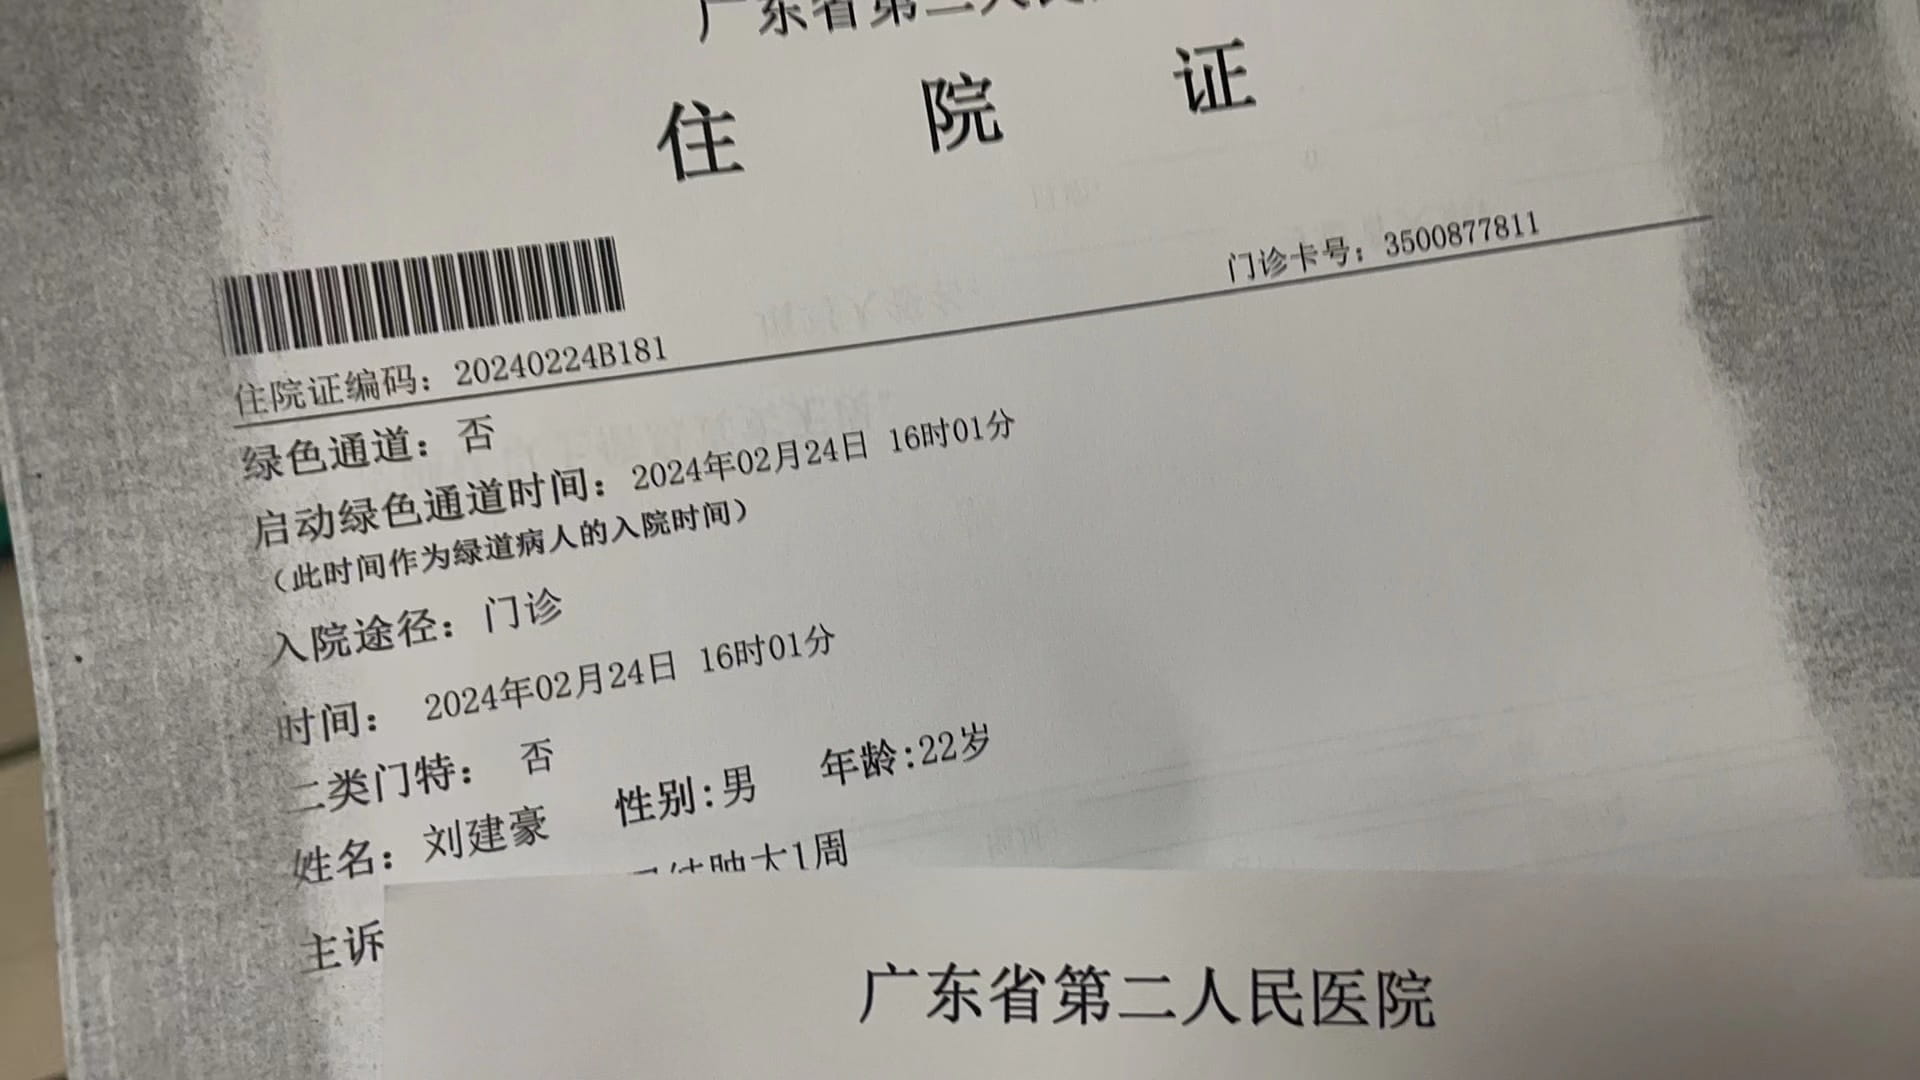 广东省第二人民
住院证
门诊卡号：3500877811
住院证编码：20240224B181
绿色通道：否
启动绿色通道时间：2024年02月24日 16时01分
（此时间作为绿道病人的入院时间）
入院途径：门诊
时间： 2024年02月24日 16时01分
二类门特： 否
姓名：刘建豪 性别:男 年龄:22岁
主诉 结肿大1周
广东省第二人民医院